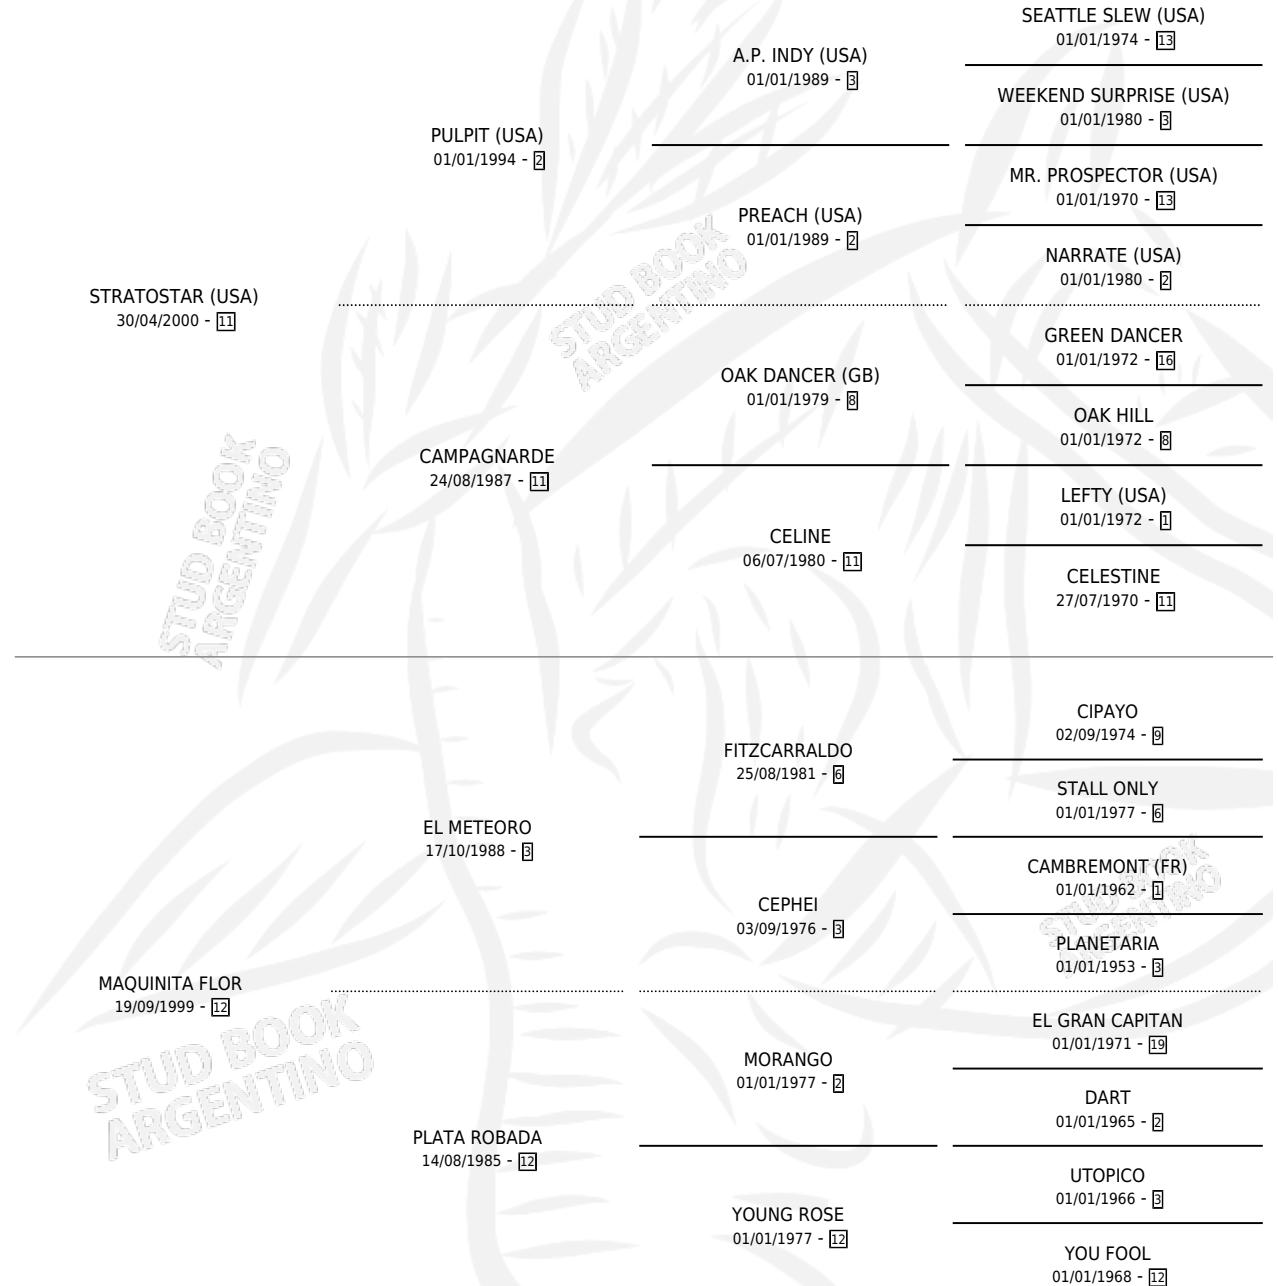 SEATTLE SLEW (USA)
01/01/1974 - 13
A.P. INDY (USA)
01/01/1989 - 3
WEEKEND SURPRISE (USA)
01/01/1980 - 3
PULPIT (USA)
01/01/1994 - 2
MR. PROSPECTOR (USA)
01/01/1970 - 13
PREACH (USA)
01/01/1989 - 2
NARRATE (USA)
01/01/1980 - 2
STRATOSTAR (USA)
30/04/2000 - 11
GREEN DANCER
01/01/1972 - 16
OAK DANCER (GB)
01/01/1979 - 8
OAK HILL
01/01/1972 - 8
CAMPAGNARDE
24/08/1987 - 11
LEFTY (USA)
01/01/1972 - 1
CELINE
06/07/1980 - 11
CELESTINE
27/07/1970 - 11
CIPAYO
02/09/1974 - 9
FITZCARRALDO
25/08/1981 - 6
STALL ONLY
01/01/1977 - 6
EL METEORO
17/10/1988 - 3
CAMBREMONT (FR)
01/01/1962 - 1
CEPHEI
03/09/1976 - 3
PLANETARIA
01/01/1953 - 3
MAQUINITA FLOR
19/09/1999 - 12
EL GRAN CAPITAN
01/01/1971 - 19
MORANGO
01/01/1977 - 2
DART
01/01/1965 - 2
PLATA ROBADA
14/08/1985 - 12
UTOPICO
01/01/1966 - 3
YOUNG ROSE
01/01/1977 - 12
YOU FOOL
01/01/1968 - 12
STUD BOOK
ARGENTINO
STUD BOOK
ARGENTINO
STUD BOOK
ARGENTINO
STUD BOOK
ARGENTINO